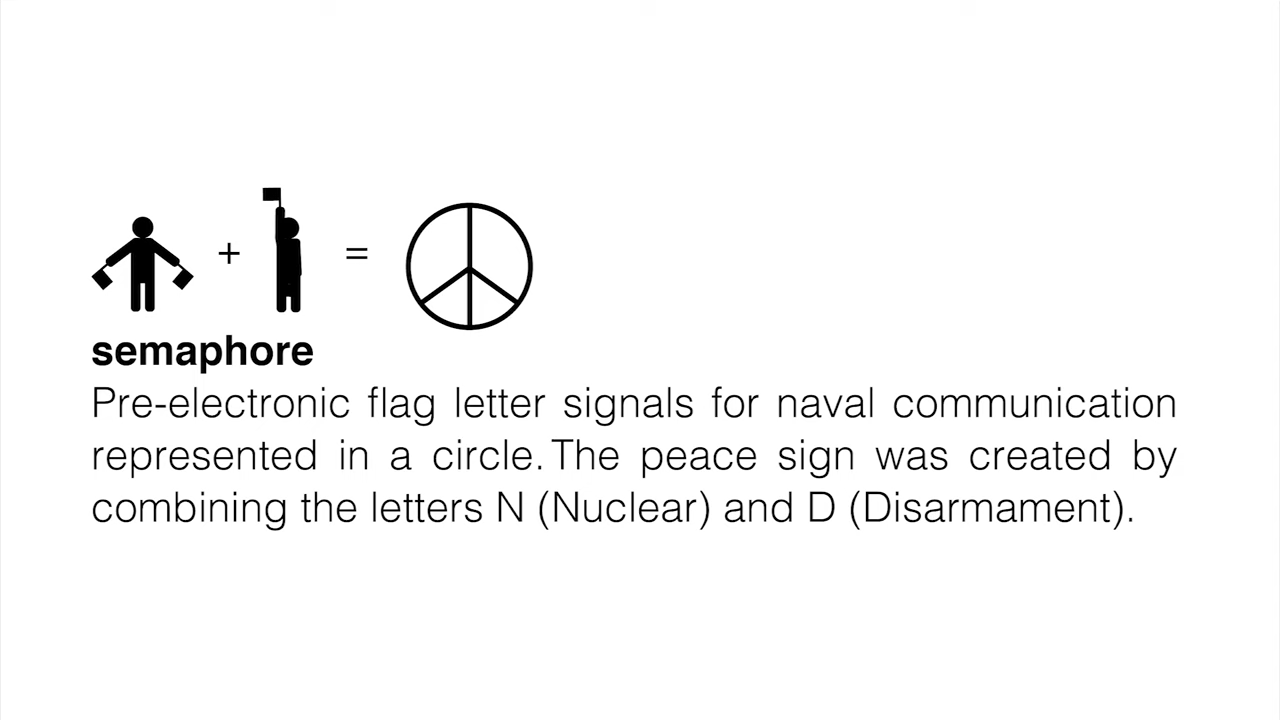 + =
semaphore
Pre-electronic flag letter signals for naval communication
represented in a circle. The peace sign was created by
combining the letters N (Nuclear) and D (Disarmament).